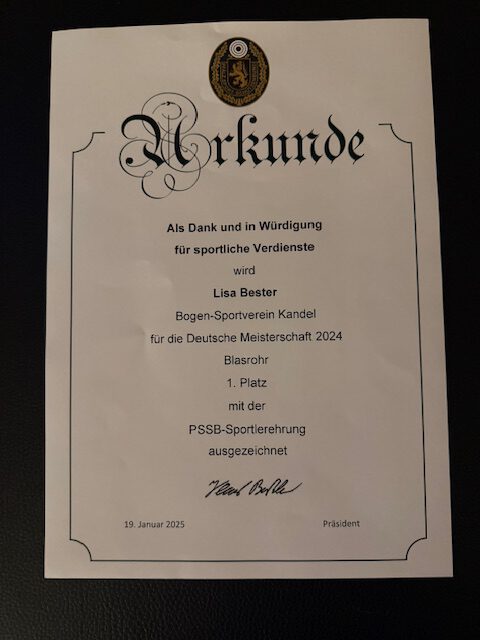 Urkunde
Als Dank und in Würdigung
für sportliche Verdienste
wird
Lisa Bester
Bogen-Sportverein Kandel
für die Deutsche Meisterschaft 2024
Blasrohr
1. Platz
mit der
PSSB-Sportlerehrung
ausgezeichnet
19. Januar 2025 Präsident